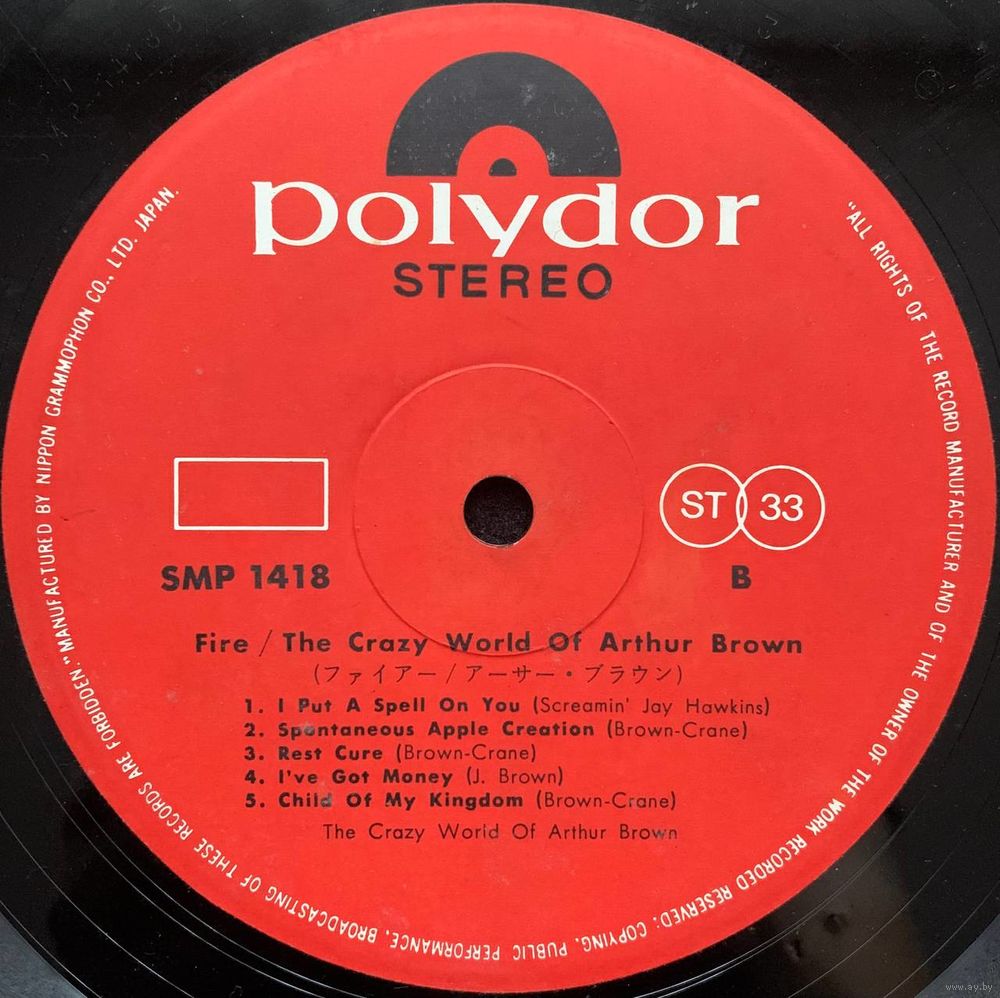 polydor
STEREO
ST 33
SMP 1418
B
Fire / The Crazy World Of Arthur Brown
(ファイアー/アーサー・ブラウン)
1. I Put A Spell On You (Screamin' Jay Hawkins)
2. Spontaneous Apple Creation (Brown-Crane)
3. Rest Cure (Brown-Crane)
4. I've Got Money (J. Brown)
5. Child Of My Kingdom (Brown-Crane)
The Crazy World Of Arthur Brown
"ALL RIGHTS OF THE RECORD MANUFACTURER AND OF THE OWNER OF THE WORK RECORDED RESERVED: COPYING, PUBLIC PERFORMANCE, BROADCASTING OF THESE RECORDS ARE FORBIDDEN." MANUFACTURED BY NIPPON GRAMMOPHON CO., LTD. JAPAN.
www.ay.by